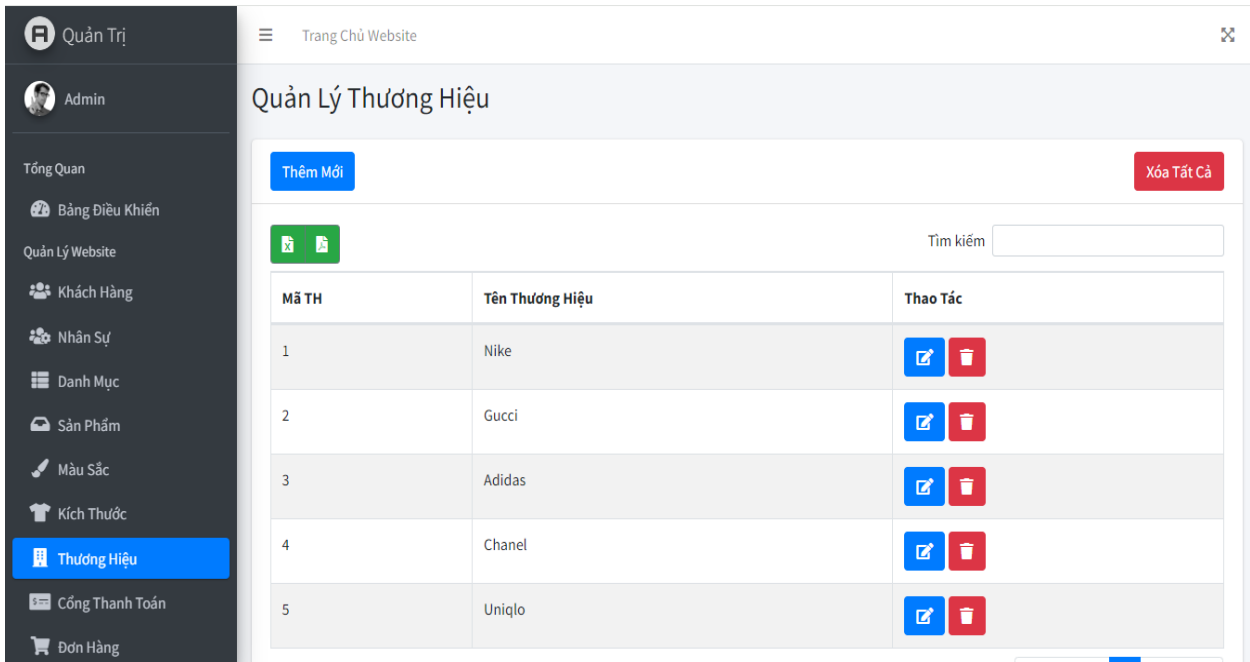 Quản Trị
Trang Chủ Website
Admin
Quản Lý Thương Hiệu
Tổng Quan
Thêm Mới
Xóa Tất Cả
Bảng Điều Khiển
Quản Lý Website
Tìm kiếm
Khách Hàng
Mã TH Tên Thương Hiệu Thao Tác
Nhân Sự
1 Nike
Danh Mục
2 Gucci
Sản Phẩm
Màu Sắc
3 Adidas
Kích Thước
4 Chanel
Thương Hiệu
Cổng Thanh Toán
5 Uniqlo
Đơn Hàng